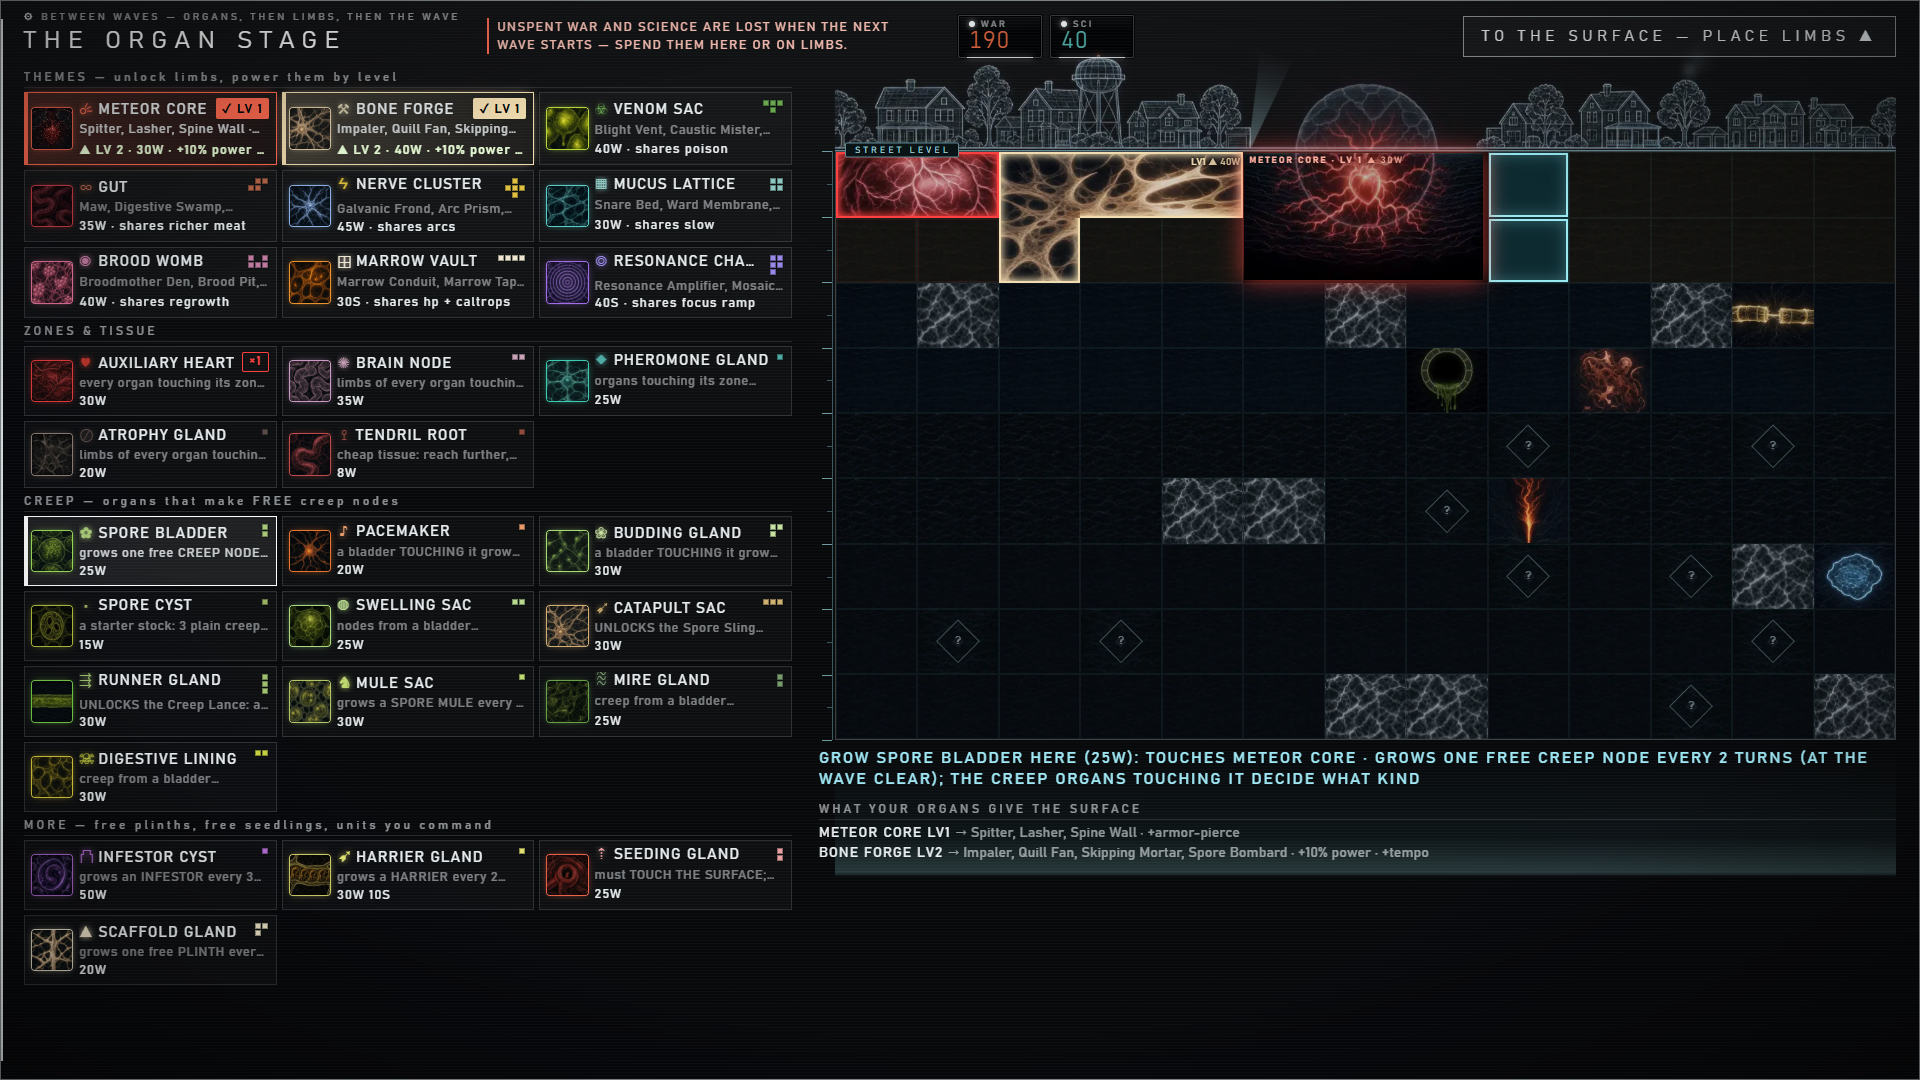 BETWEEN WAVES — ORGANS, THEN LIMBS, THEN THE WAVE
THE ORGAN STAGE
UNSPENT WAR AND SCIENCE ARE LOST WHEN THE NEXT
WAVE STARTS — SPEND THEM HERE OR ON LIMBS.
WAR
190
SCI
40
TO THE SURFACE — PLACE LIMBS ▲
THEMES — unlock limbs, power them by level
METEOR CORE
✓ LV 1
Spitter, Lasher, Spine Wall ·…
▲ LV 2 · 30W · +10% power …
BONE FORGE
✓ LV 1
Impaler, Quill Fan, Skipping…
▲ LV 2 · 40W · +10% power …
VENOM SAC
Blight Vent, Caustic Mister,…
40W · shares poison
GUT
Maw, Digestive Swamp,…
35W · shares richer meat
NERVE CLUSTER
Galvanic Frond, Arc Prism,…
45W · shares arcs
MUCUS LATTICE
Snare Bed, Ward Membrane,…
30W · shares slow
BROOD WOMB
Broodmother Den, Brood Pit,…
40W · shares regrowth
MARROW VAULT
Marrow Conduit, Marrow Tap…
30S · shares hp + caltrops
RESONANCE CHA…
Resonance Amplifier, Mosaic…
40S · shares focus ramp
ZONES & TISSUE
AUXILIARY HEART
×1
every organ touching its zon…
30W
BRAIN NODE
limbs of every organ touchin…
35W
PHEROMONE GLAND
organs touching its zone…
25W
ATROPHY GLAND
limbs of every organ touchin…
20W
TENDRIL ROOT
cheap tissue: reach further,…
8W
CREEP — organs that make FREE creep nodes
SPORE BLADDER
grows one free CREEP NODE…
25W
PACEMAKER
a bladder TOUCHING it grow…
20W
BUDDING GLAND
a bladder TOUCHING it grow…
30W
SPORE CYST
a starter stock: 3 plain creep…
15W
SWELLING SAC
nodes from a bladder…
25W
CATAPULT SAC
UNLOCKS the Spore Sling…
30W
RUNNER GLAND
UNLOCKS the Creep Lance: a…
30W
MULE SAC
grows a SPORE MULE every …
30W
MIRE GLAND
creep from a bladder…
25W
DIGESTIVE LINING
creep from a bladder…
30W
MORE — free plinths, free seedlings, units you command
INFESTOR CYST
grows an INFESTOR every 3…
50W
HARRIER GLAND
grows a HARRIER every 2…
30W 10S
SEEDING GLAND
must TOUCH THE SURFACE;…
25W
SCAFFOLD GLAND
grows one free PLINTH ever…
20W
STREET LEVEL
LV1 ▲ 40W
METEOR CORE · LV 1 ▲ 30W
?
?
?
?
?
?
?
?
?
GROW SPORE BLADDER HERE (25W): TOUCHES METEOR CORE · GROWS ONE FREE CREEP NODE EVERY 2 TURNS (AT THE
WAVE CLEAR); THE CREEP ORGANS TOUCHING IT DECIDE WHAT KIND
WHAT YOUR ORGANS GIVE THE SURFACE
METEOR CORE LV1 → Spitter, Lasher, Spine Wall · +armor-pierce
BONE FORGE LV2 → Impaler, Quill Fan, Skipping Mortar, Spore Bombard · +10% power · +tempo